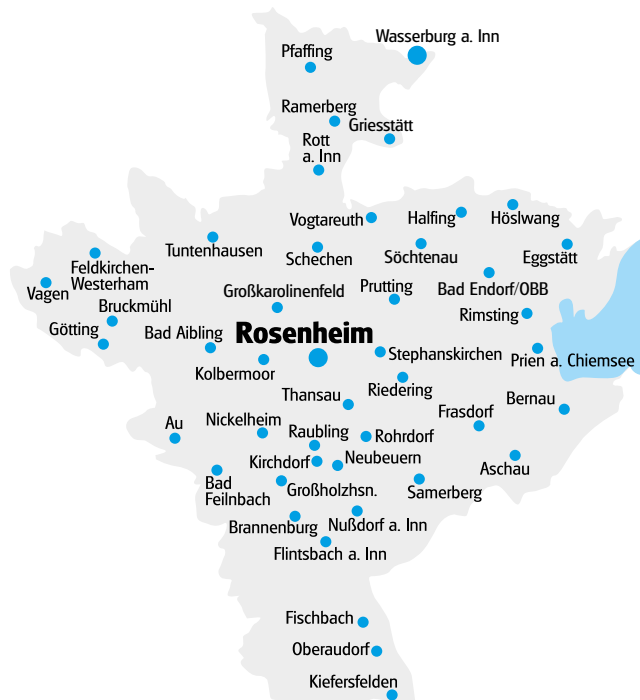 Wasserburg a. Inn
Pfaffing
Ramerberg
Griesstätt
Rott
a. Inn
Vogtareuth
Halfing
Höslwang
Tuntenhausen
Schechen
Söchtenau
Eggstätt
Feldkirchen-
Westerham
Vagen
Großkarolinenfeld
Prutting
Bad Endorf/OBB
Bruckmühl
Rimsting
Götting
Bad Aibling
Rosenheim
Stephanskirchen
Prien a. Chiemsee
Kolbermoor
Riedering
Thansau
Bernau
Frasdorf
Au
Nickelheim
Raubling
Rohrdorf
Kirchdorf
Neubeuern
Aschau
Bad
Feilnbach
Großholzhsn.
Samerberg
Brannenburg
Nußdorf a. Inn
Flintsbach a. Inn
Fischbach
Oberaudorf
Kiefersfelden